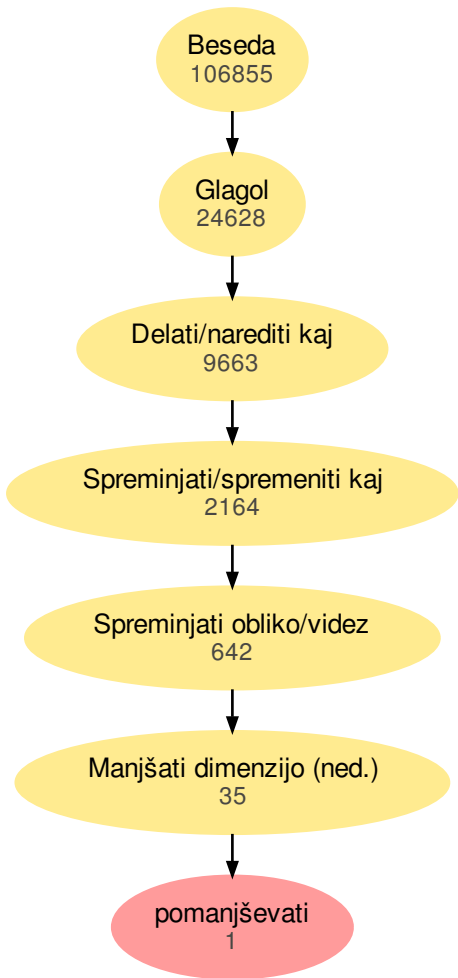 Beseda
106855
Glagol
24628
Delati/narediti kaj
9663
Spreminjati/spremeniti kaj
2164
Spreminjati obliko/videz
642
Manjšati dimenzijo (ned.)
35
pomanjševati
1